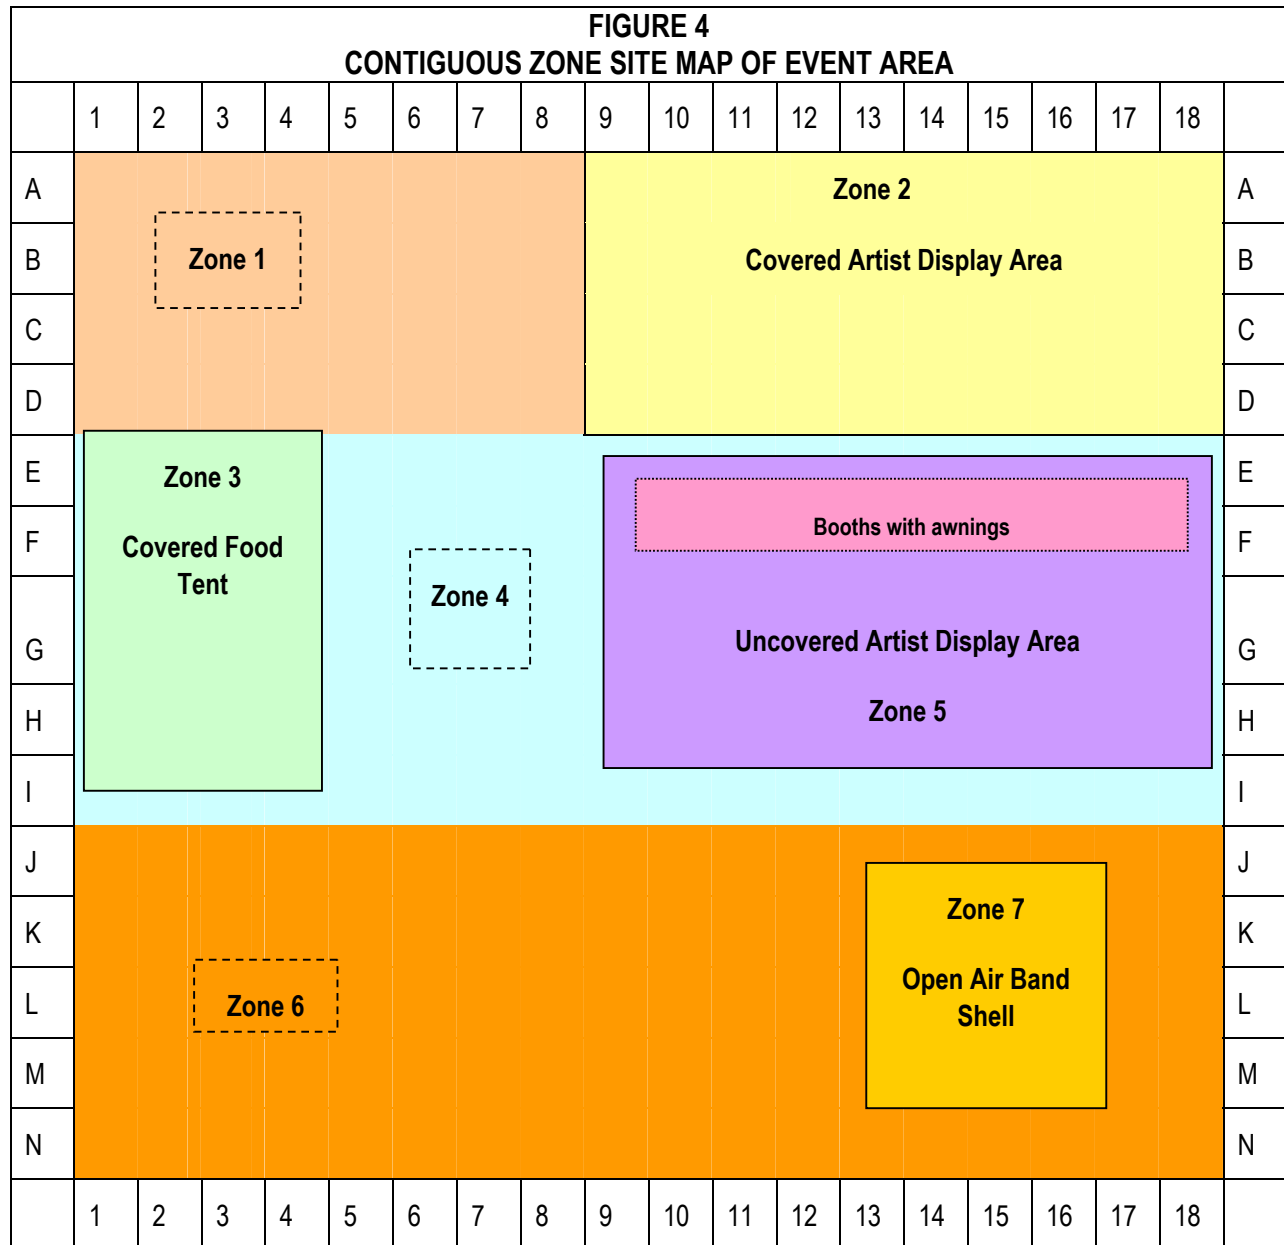 FIGURE 4
CONTIGUOUS ZONE SITE MAP OF EVENT AREA
1 2 3 4 5 6 7 8 9 10 11 12 13 14 15 16 17 18
A Zone 2 A
B Zone 1 Covered Artist Display Area B
C C
D D
E Zone 3 E
F Covered Food Booths with awnings F
Tent
Zone 4
G Uncovered Artist Display Area G
H Zone 5 H
I I
J J
K Zone 7 K
L Zone 6 Open Air Band L
Shell
M M
N N
1 2 3 4 5 6 7 8 9 10 11 12 13 14 15 16 17 18